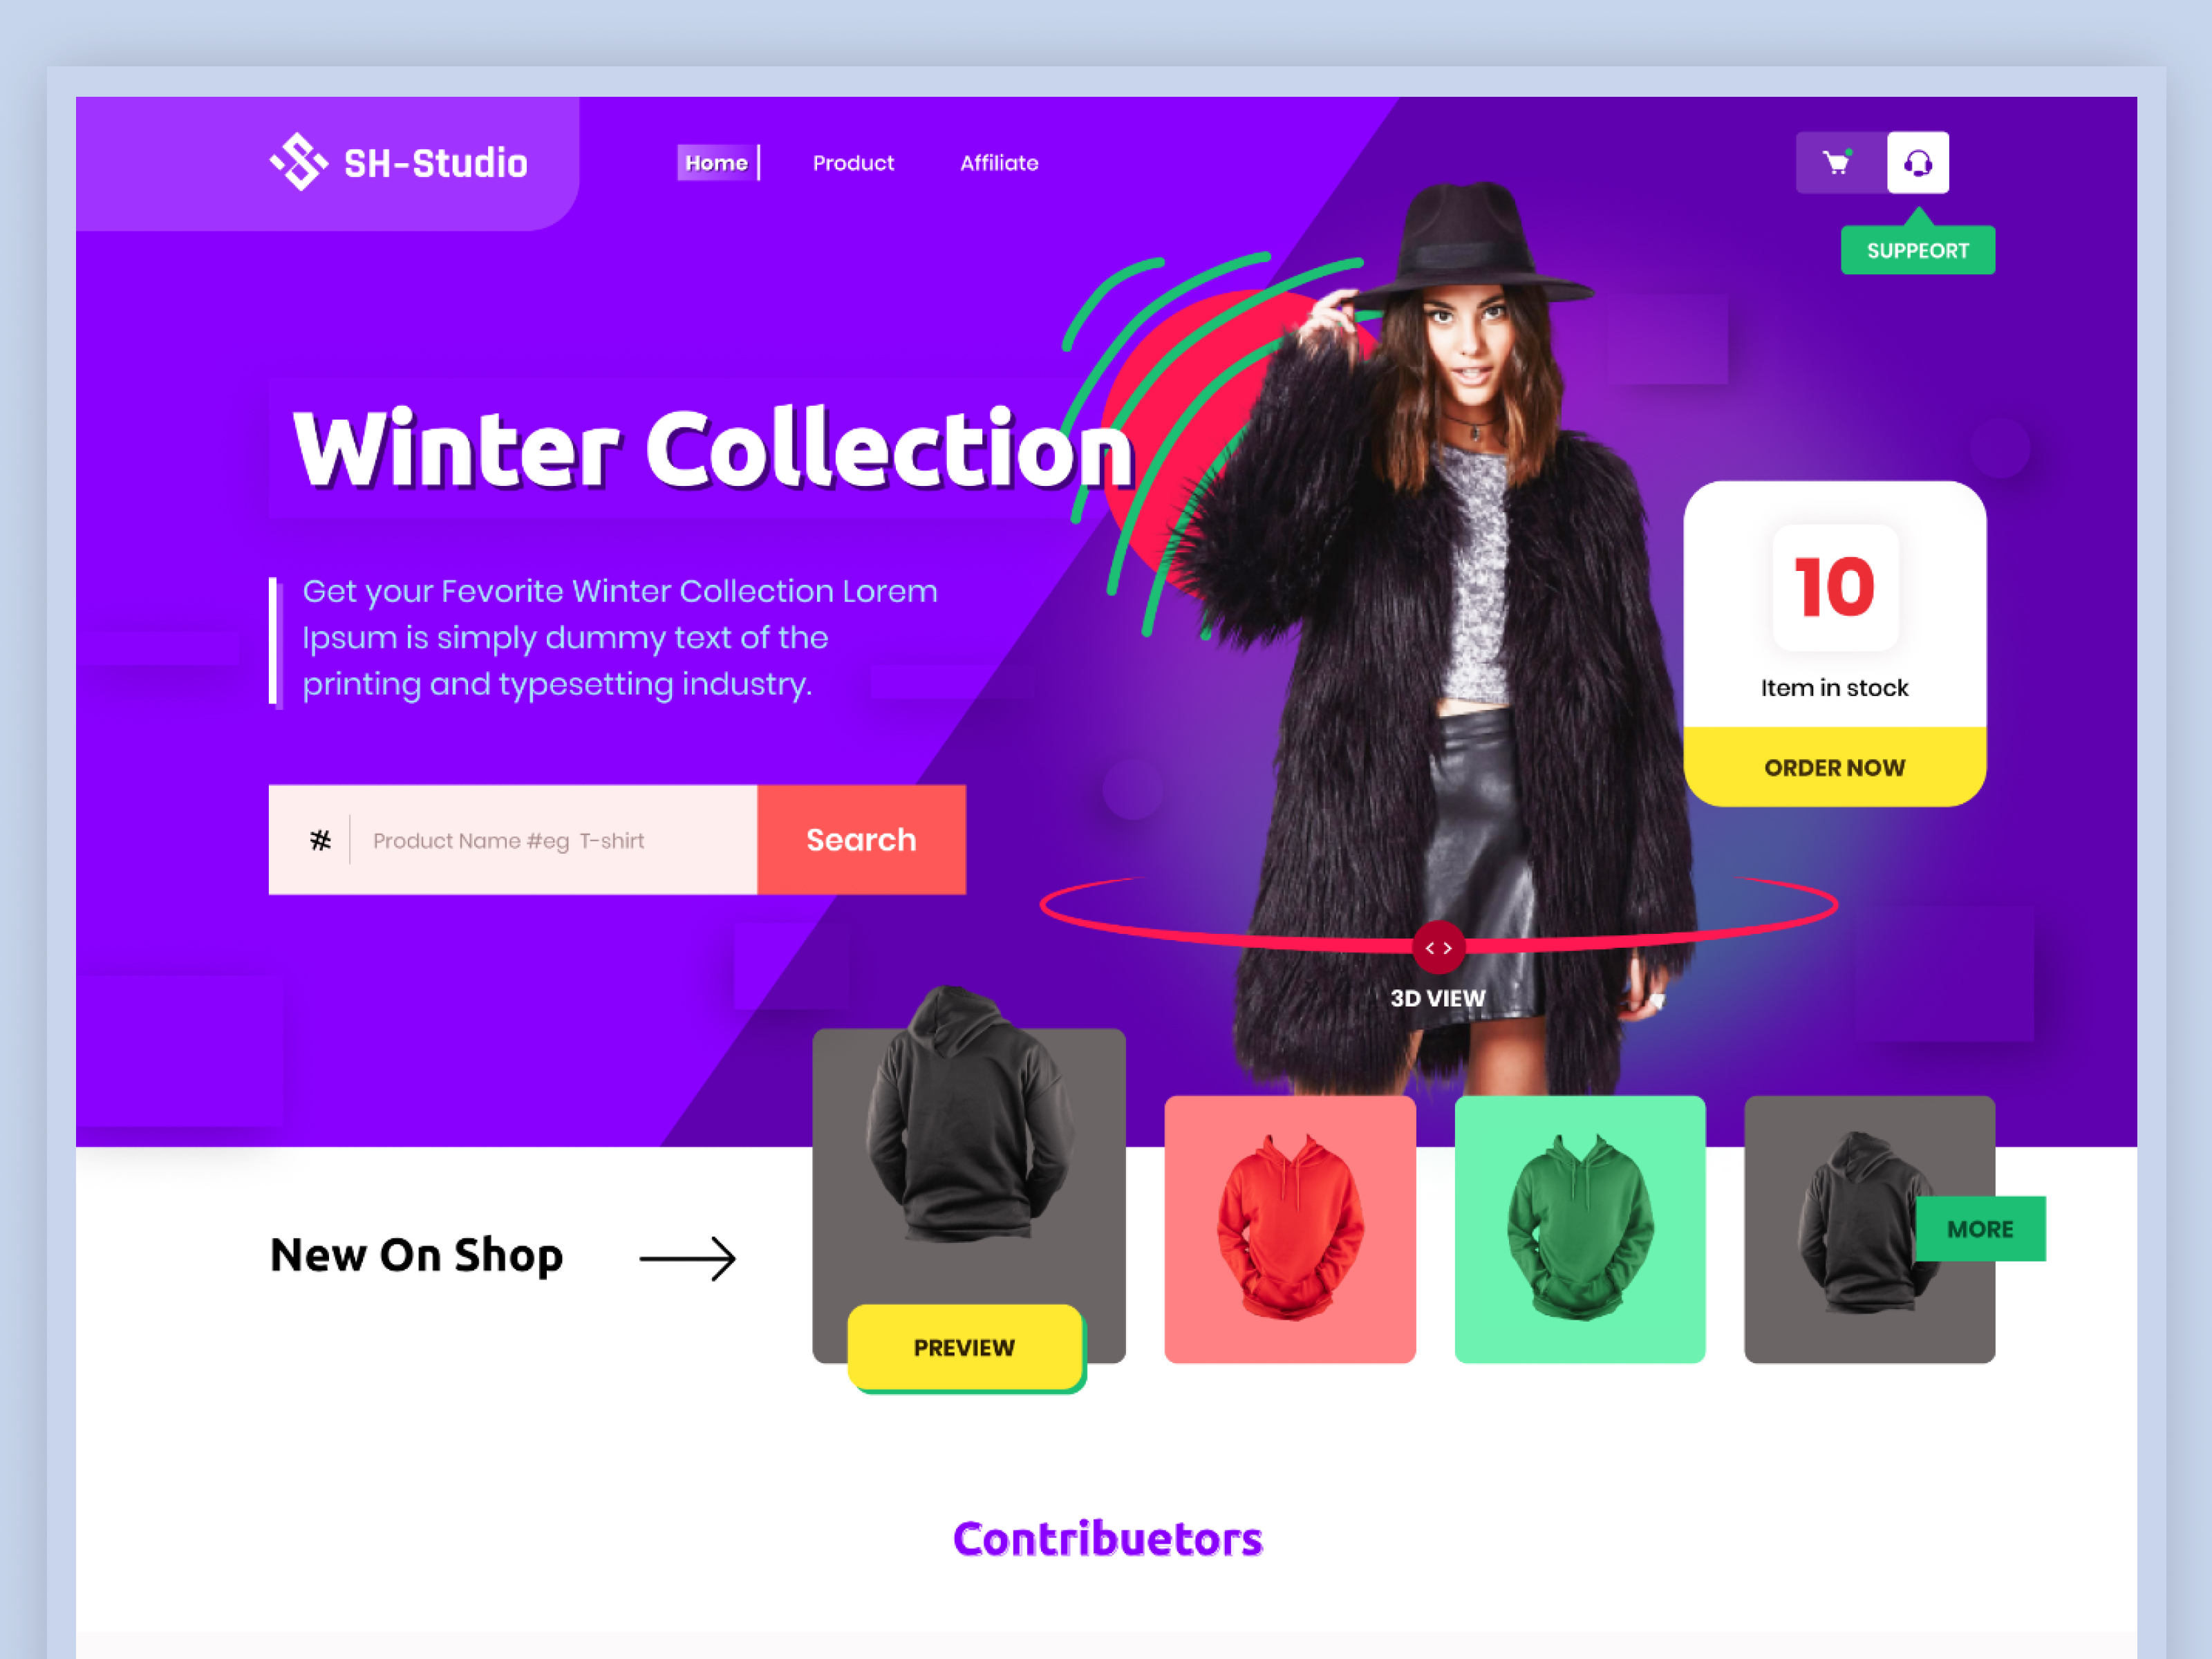 SH-Studio
Home
Product
Affiliate
SUPPEORT
Winter Collection
Get your Fevorite Winter Collection Lorem
Ipsum is simply dummy text of the
printing and typesetting industry.
10
Item in stock
ORDER NOW
# Product Name #eg T-shirt
Search
< >
3D VIEW
New On Shop
PREVIEW
MORE
Contribuetors